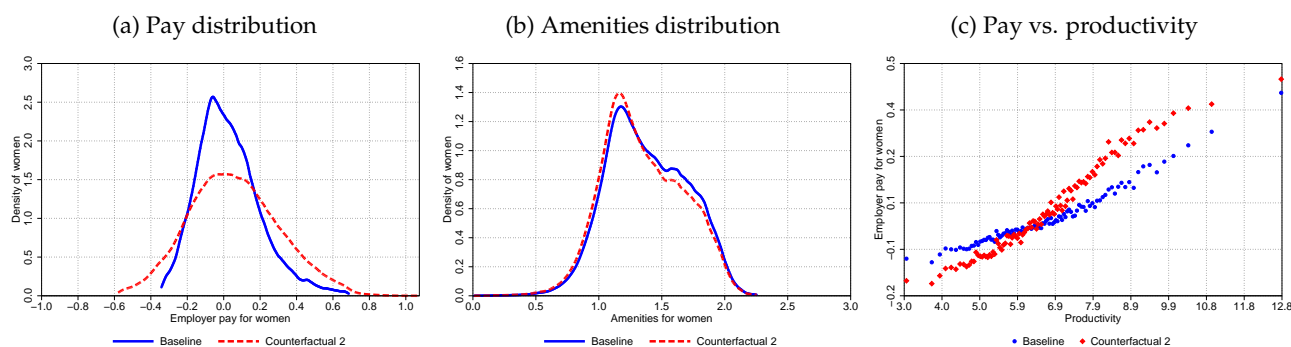 (a) Pay distribution
Density of women
3.0
2.5
2.0
1.5
1.0
0.5
0.0
−1.0 −0.8 −0.6 −0.4 −0.2 0.0 0.2 0.4 0.6 0.8 1.0
Employer pay for women
Baseline Counterfactual 2
(b) Amenities distribution
Density of women
1.6
1.4
1.2
1.0
0.8
0.6
0.4
0.2
0.0
0.0 0.5 1.0 1.5 2.0 2.5 3.0
Amenities for women
Baseline Counterfactual 2
(c) Pay vs. productivity
Employer pay for women
0.5
0.4
0.2
0.1
−0.1
−0.2
3.0 4.0 5.0 5.9 6.9 7.9 8.9 9.9 10.8 11.8 12.8
Productivity
Baseline Counterfactual 2